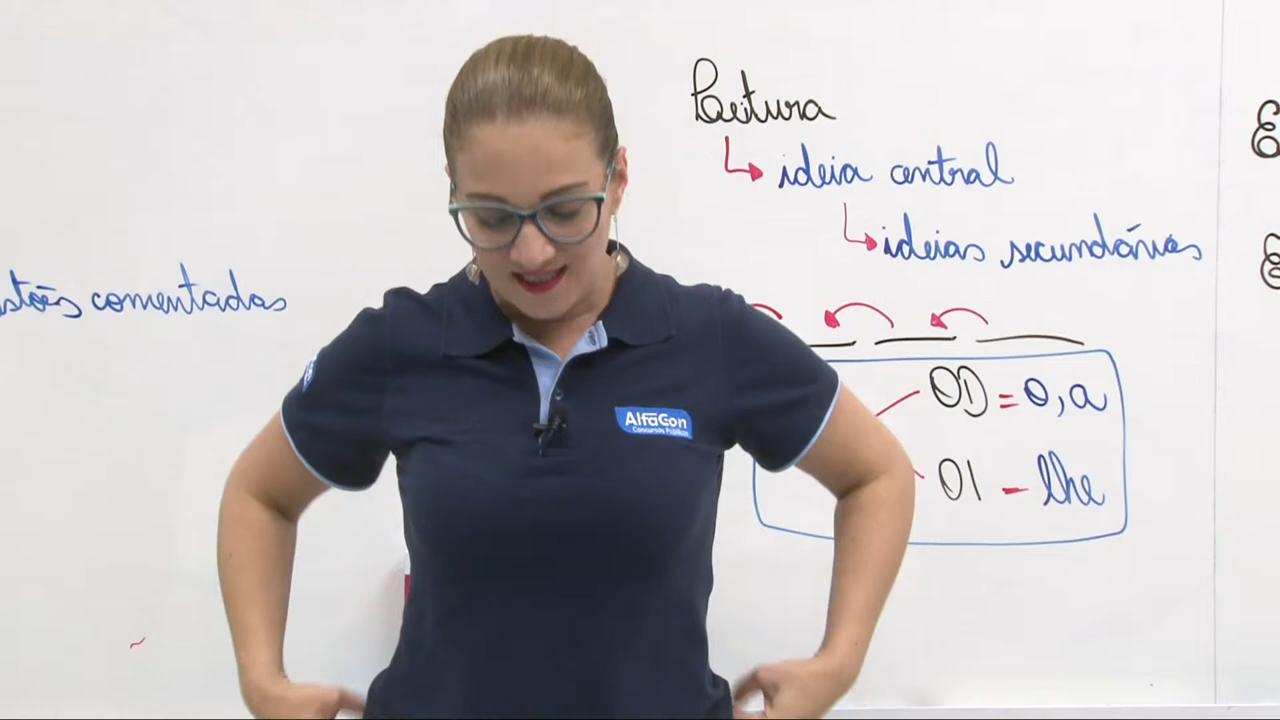 Leitura
ideia central
ideias secundárias
stões comentadas
OD = o, a
OI - lhe
AlfaCon
Concursos Públicos